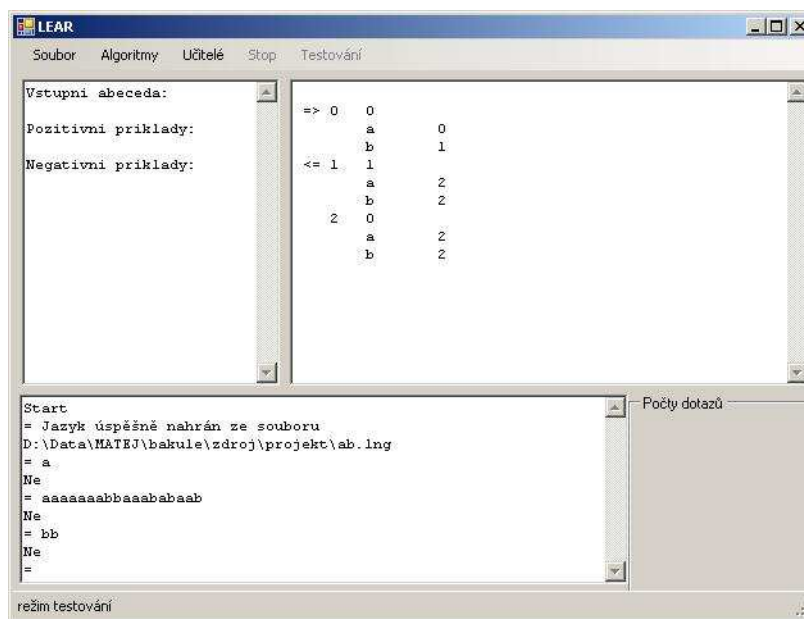 LEAR
Soubor Algoritmy Učitelé Stop Testování
Vstupni abeceda:
Pozitivni priklady:
Negativni priklady:
=> 0 0
a 0
b 1
<= 1 1
a 2
b 2
2 0
a 2
b 2
Start
= Jazyk úspěšně nahrán ze souboru
D:\Data\MATEJ\bakule\zdroj\projekt\ab.lng
= a
Ne
= aaaaaaabbaaababaab
Ne
= bb
Ne
=
Počty dotazů
režim testování